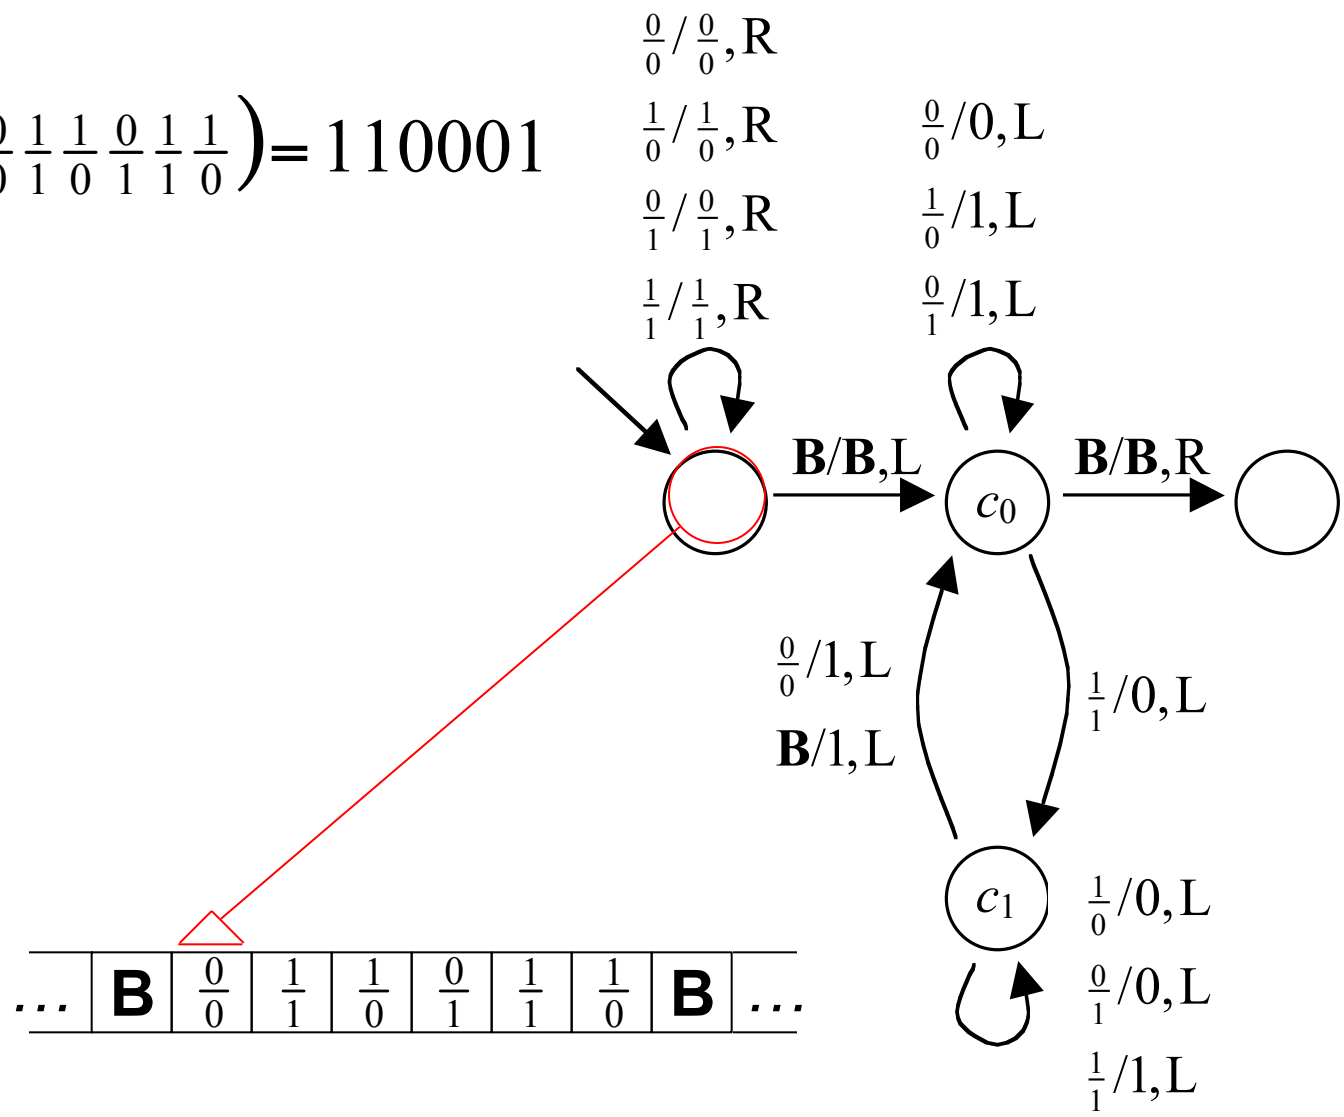 0/0 / 0/0, R
1/0 / 1/0, R
0/1 / 0/1, R
1/1 / 1/1, R
0/0 1/1 1/0 0/1 1/1 1/0 ) = 110001
0/0 /0, L
1/0 /1, L
0/1 /1, L
B/B, L
c0
B/B, R
0/0 /1, L
B/1, L
1/1 /0, L
c1
1/0 /0, L
0/1 /0, L
1/1 /1, L
... B 0/0 1/1 1/0 0/1 1/1 1/0 B ...